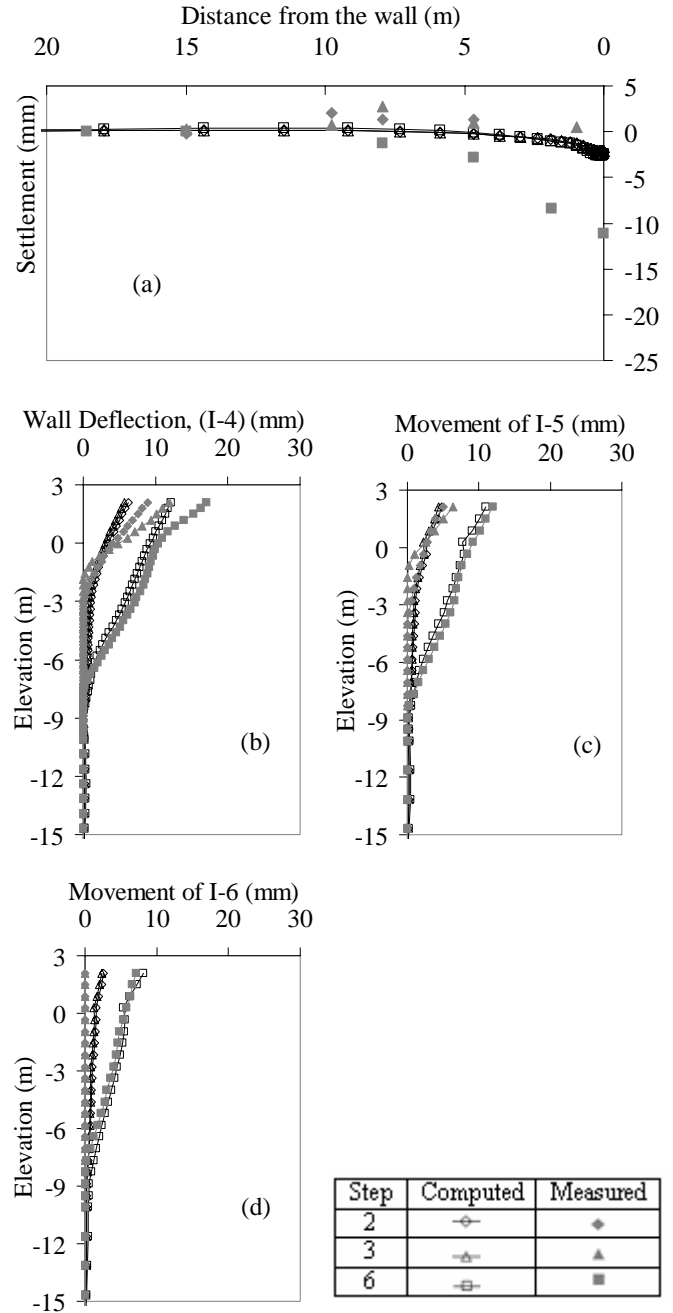 Distance from the wall (m)
20 15 10 5 0
Settlement (mm)
5
0
-5
-10
-15
-20
-25
(a)
Wall Deflection, (I-4) (mm)
0 10 20 30
Elevation (m)
3
0
-3
-6
-9
-12
-15
(b)
Movement of I-5 (mm)
0 10 20 30
Elevation (m)
3
0
-3
-6
-9
-12
-15
(c)
Movement of I-6 (mm)
0 10 20 30
Elevation (m)
3
0
-3
-6
-9
-12
-15
(d)
Step Computed Measured
2
3
6